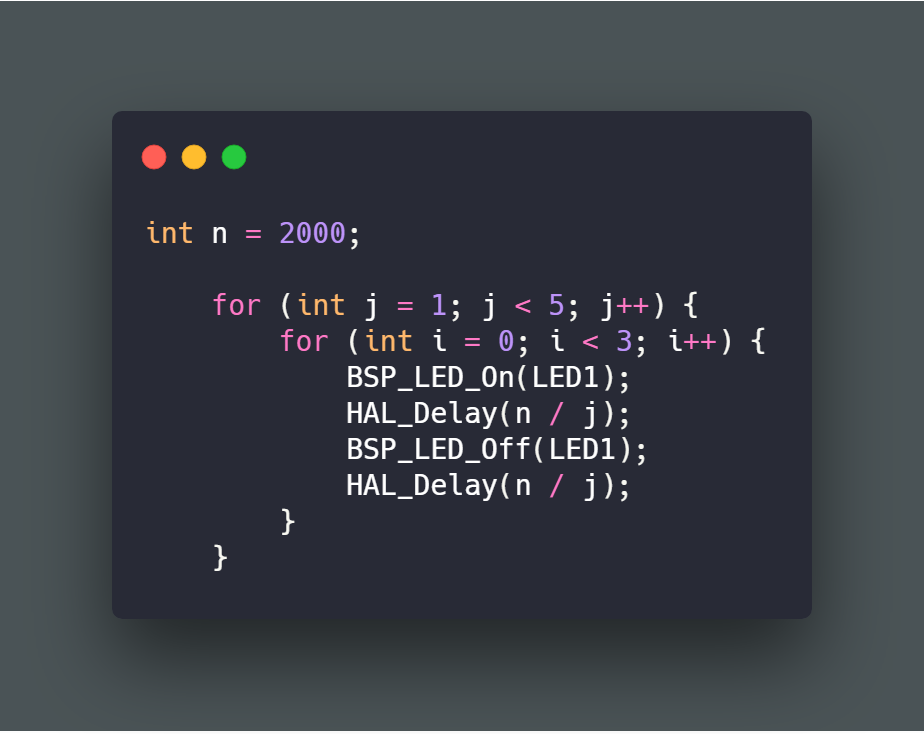 int n = 2000;

    for (int j = 1; j < 5; j++) {
        for (int i = 0; i < 3; i++) {
            BSP_LED_On(LED1);
            HAL_Delay(n / j);
            BSP_LED_Off(LED1);
            HAL_Delay(n / j);
        }
    }